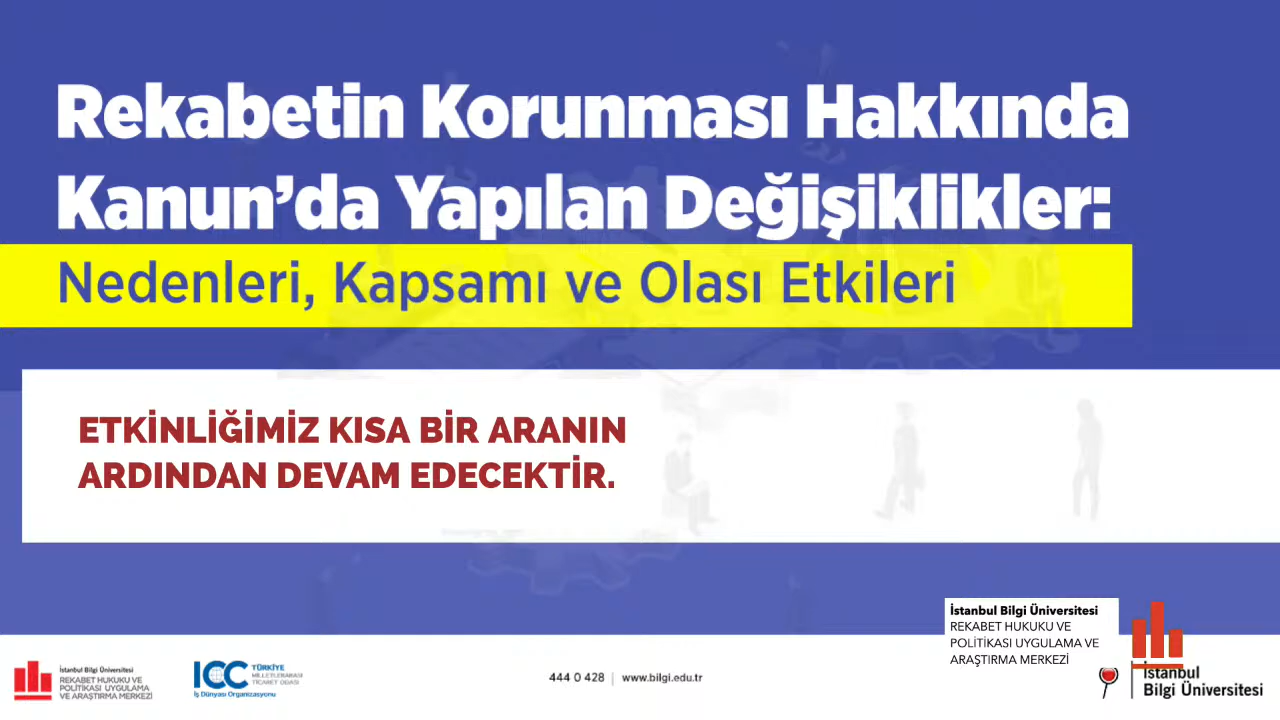 Rekabetin Korunması Hakkında
Kanun'da Yapılan Değişiklikler:
Nedenleri, Kapsamı ve Olası Etkileri
ETKİNLİĞİMİZ KISA BİR ARANIN
ARDINDAN DEVAM EDECEKTİR.
İstanbul Bilgi Üniversitesi
REKABET HUKUKU VE
POLİTİKASI UYGULAMA VE
ARAŞTIRMA MERKEZİ
İstanbul Bilgi Üniversitesi
REKABET HUKUKU VE
POLİTİKASI UYGULAMA
VE ARAŞTIRMA MERKEZİ
ICC
TÜRKİYE
MİLLETLERARASI
TİCARET ODASI
İş Dünyası Organizasyonu
444 0 428 | www.bilgi.edu.tr
İstanbul
Bilgi Üniversitesi